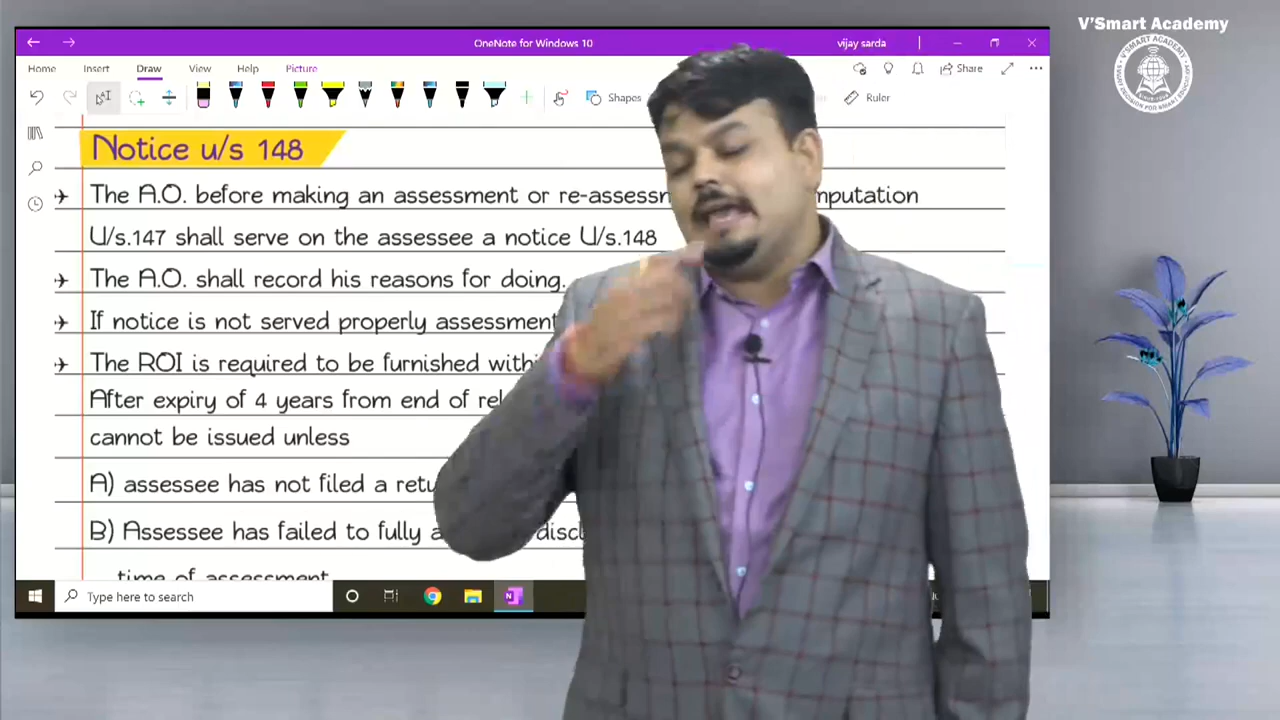 V'Smart Academy
OneNote for Windows 10
vijay sarda
Home Insert Draw View Help Picture
Share
Shapes
Ruler
Notice u/s 148
The A.O. before making an assessment or re-assessm mputation
U/s.147 shall serve on the assessee a notice U/s.148
The A.O. shall record his reasons for doing.
If notice is not served properly assessment
The ROI is required to be furnished with
After expiry of 4 years from end of rel
cannot be issued unless
A) assessee has not filed a retu
B) Assessee has failed to fully a discl
time of assessment
Type here to search